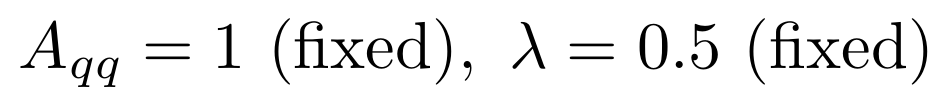 A_{qq} = 1 (fixed), λ = 0.5 (fixed)